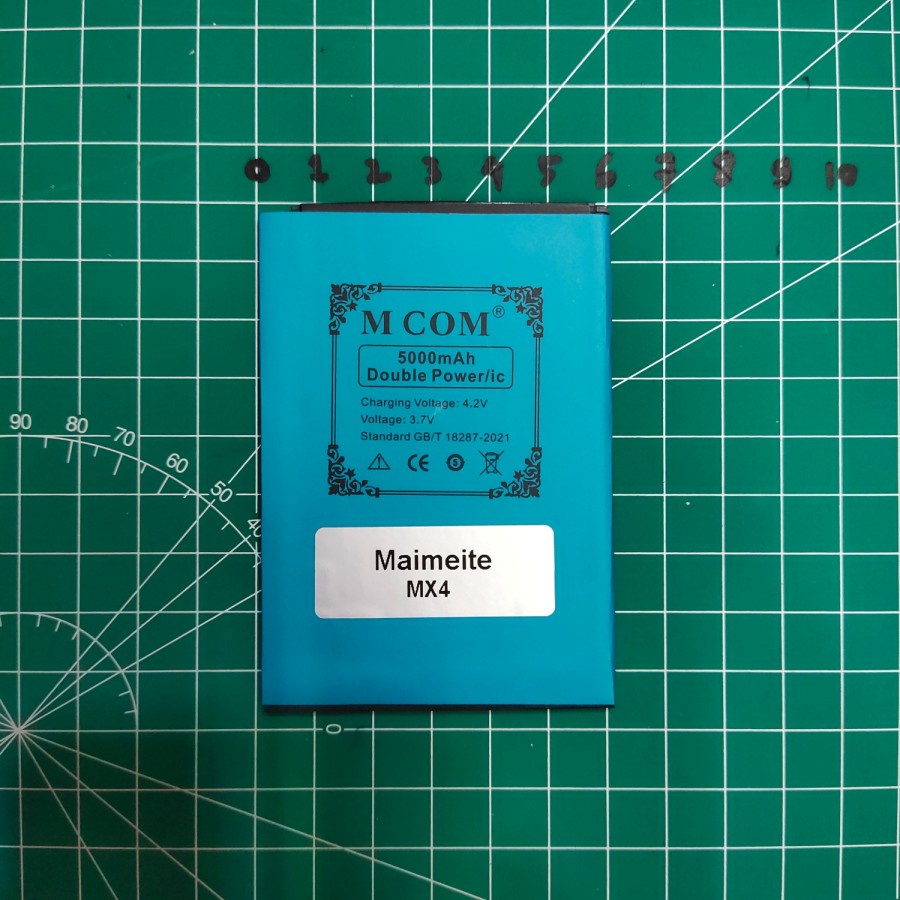 0 1 2 3 4 5 6 7 8 9 10
M COM®
5000mAh
Double Power/ic
Charging Voltage: 4.2V
Voltage: 3.7V
Standard GB/T 18287-2021
CE
S
Maimeite
MX4
90 80 70 60 50 40
0